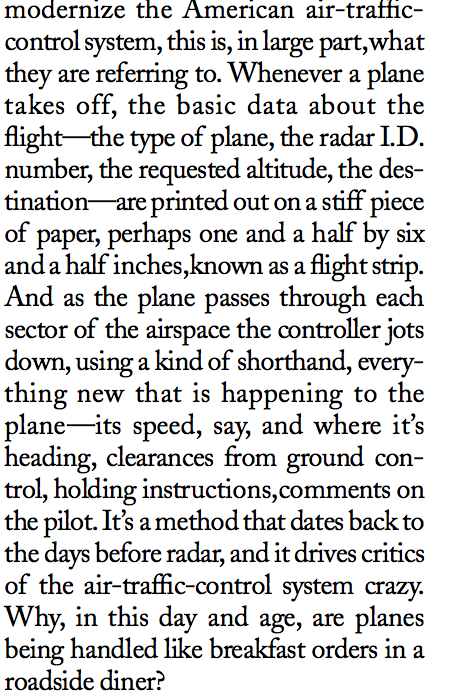 modernize the American air-traffic-
control system, this is, in large part,what
they are referring to. Whenever a plane
takes off, the basic data about the
flight—the type of plane, the radar I.D.
number, the requested altitude, the des-
tination—are printed out on a stiff piece
of paper, perhaps one and a half by six
and a half inches,known as a flight strip.
And as the plane passes through each
sector of the airspace the controller jots
down, using a kind of shorthand, every-
thing new that is happening to the
plane—its speed, say, and where it’s
heading, clearances from ground con-
trol, holding instructions,comments on
the pilot. It’s a method that dates back to
the days before radar, and it drives critics
of the air-traffic-control system crazy.
Why, in this day and age, are planes
being handled like breakfast orders in a
roadside diner?